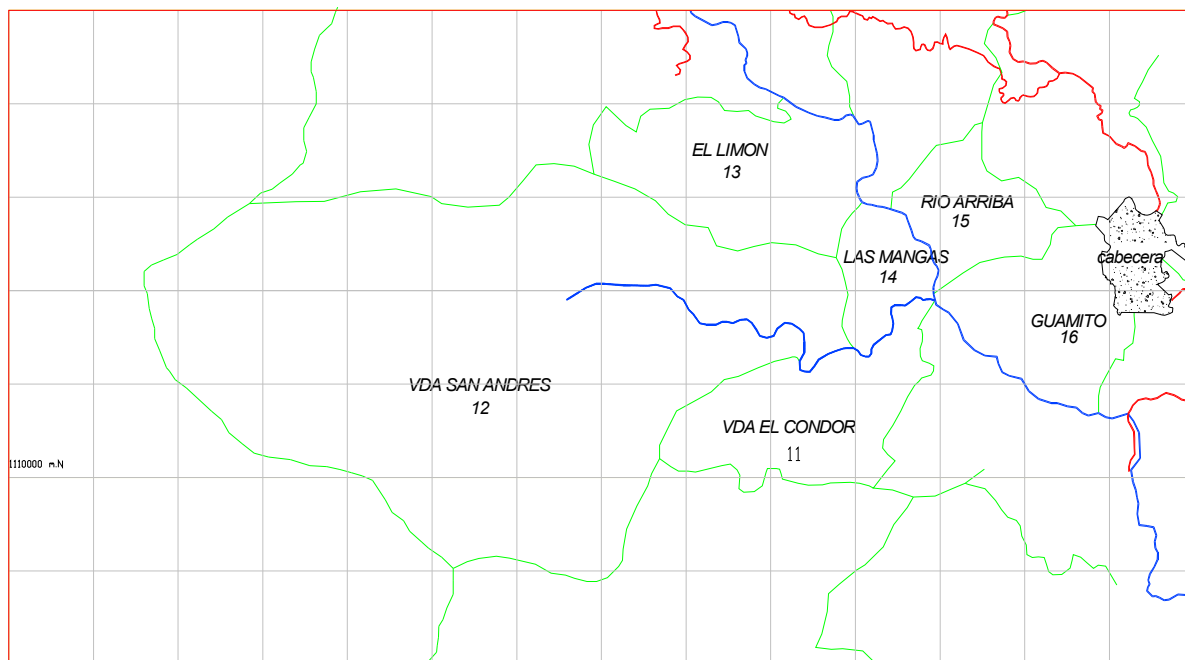 EL LIMON
13
RIO ARRIBA
15
LAS MANGAS
14
cabecera
GUAMITO
16
VDA SAN ANDRES
12
VDA EL CONDOR
11
1110000 m.N